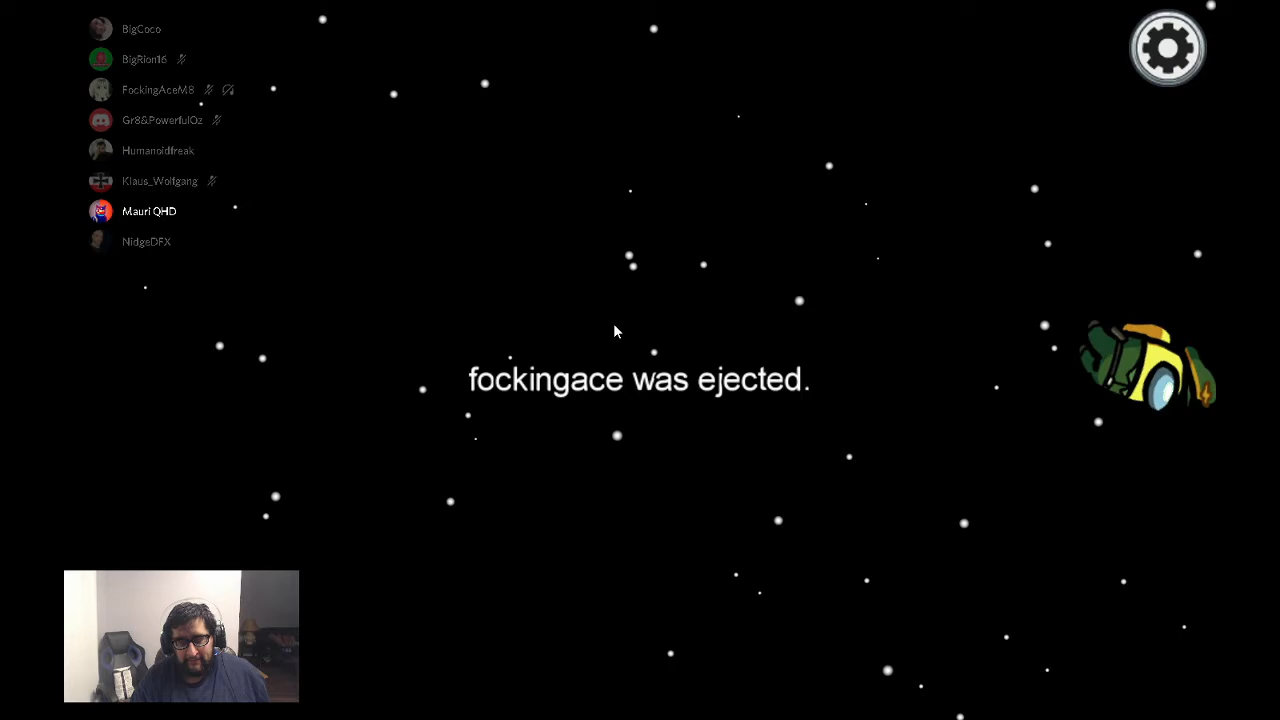 BigCoco
BigRion16
FockingAceM8
Gr8&PowerfulOz
Humanoidfreak
Klaus_Wolfgang
Mauri QHD
NidgeDFX
fockingace was ejected.